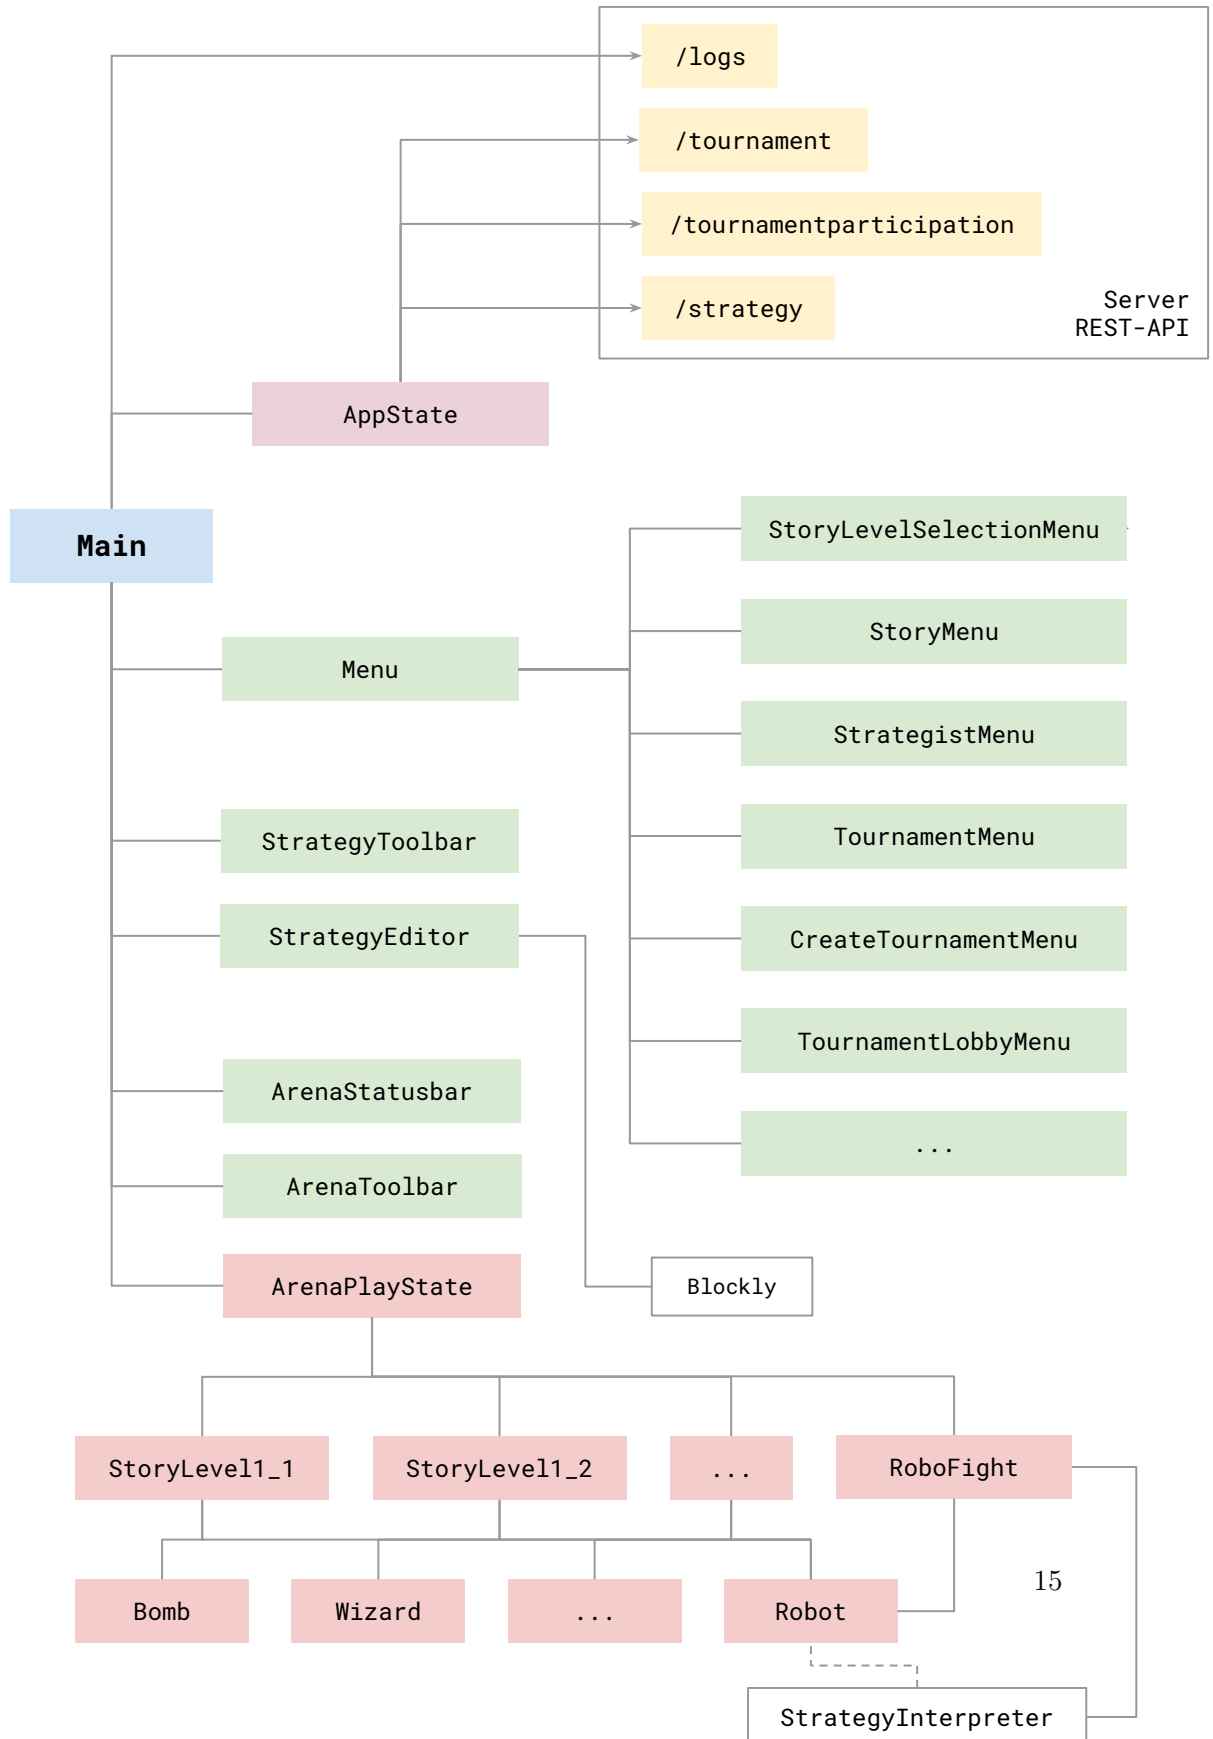 /logs
/tournament
/tournamentparticipation
/strategy
Server
REST-API
AppState
Main
StoryLevelSelectionMenu
StoryMenu
Menu
StrategistMenu
TournamentMenu
StrategyToolbar
StrategyEditor
CreateTournamentMenu
TournamentLobbyMenu
ArenaStatusbar
...
ArenaToolbar
ArenaPlayState
Blockly
StoryLevel1_1
StoryLevel1_2
...
RoboFight
15
Bomb
Wizard
...
Robot
StrategyInterpreter